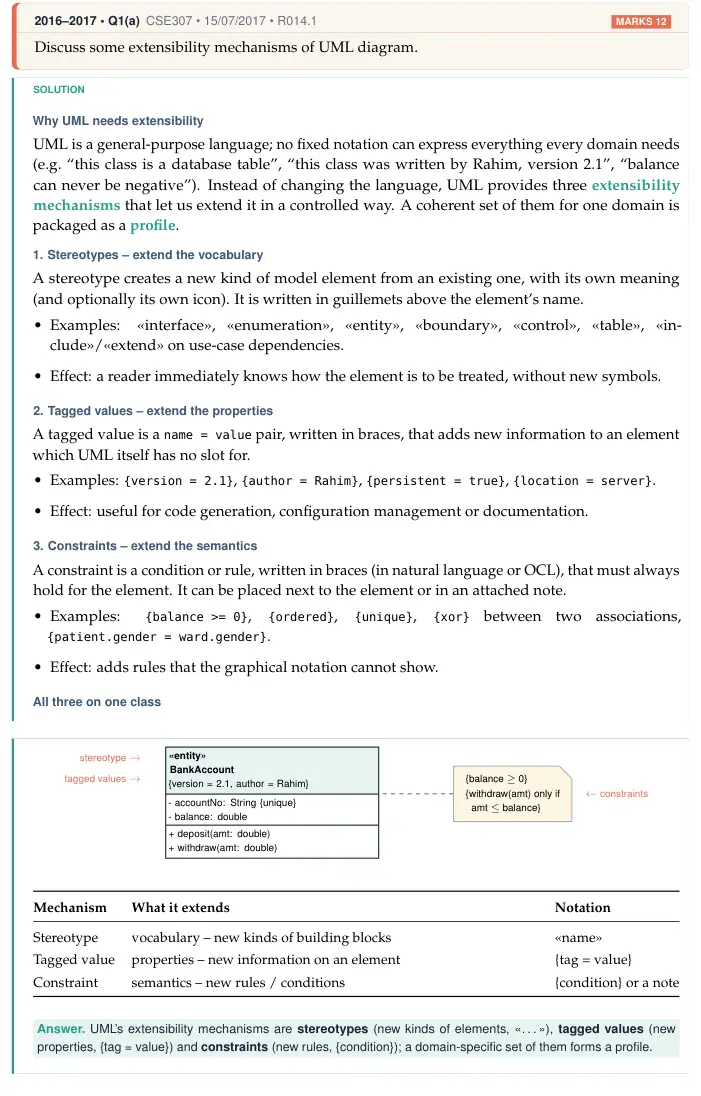 2016–2017 • Q1(a) CSE307 • 15/07/2017 • R014.1 MARKS 12
Discuss some extensibility mechanisms of UML diagram.
SOLUTION
Why UML needs extensibility
UML is a general-purpose language; no fixed notation can express everything every domain needs
(e.g. “this class is a database table”, “this class was written by Rahim, version 2.1”, “balance
can never be negative”). Instead of changing the language, UML provides three extensibility
mechanisms that let us extend it in a controlled way. A coherent set of them for one domain is
packaged as a profile.
1. Stereotypes – extend the vocabulary
A stereotype creates a new kind of model element from an existing one, with its own meaning
(and optionally its own icon). It is written in guillemets above the element’s name.
• Examples: «interface», «enumeration», «entity», «boundary», «control», «table», «in-
clude»/«extend» on use-case dependencies.
• Effect: a reader immediately knows how the element is to be treated, without new symbols.
2. Tagged values – extend the properties
A tagged value is a name = value pair, written in braces, that adds new information to an element
which UML itself has no slot for.
• Examples: {version = 2.1}, {author = Rahim}, {persistent = true}, {location = server}.
• Effect: useful for code generation, configuration management or documentation.
3. Constraints – extend the semantics
A constraint is a condition or rule, written in braces (in natural language or OCL), that must always
hold for the element. It can be placed next to the element or in an attached note.
• Examples: {balance >= 0}, {ordered}, {unique}, {xor} between two associations,
{patient.gender = ward.gender}.
• Effect: adds rules that the graphical notation cannot show.
All three on one class
stereotype →
tagged values →
«entity»
BankAccount
{version = 2.1, author = Rahim}
- accountNo: String {unique}
- balance: double
+ deposit(amt: double)
+ withdraw(amt: double)
{balance ≥ 0}
{withdraw(amt) only if
amt ≤ balance}
← constraints
Mechanism What it extends Notation
Stereotype vocabulary – new kinds of building blocks «name»
Tagged value properties – new information on an element {tag = value}
Constraint semantics – new rules / conditions {condition} or a note
Answer. UML’s extensibility mechanisms are stereotypes (new kinds of elements, «...»), tagged values (new
properties, {tag = value}) and constraints (new rules, {condition}); a domain-specific set of them forms a profile.